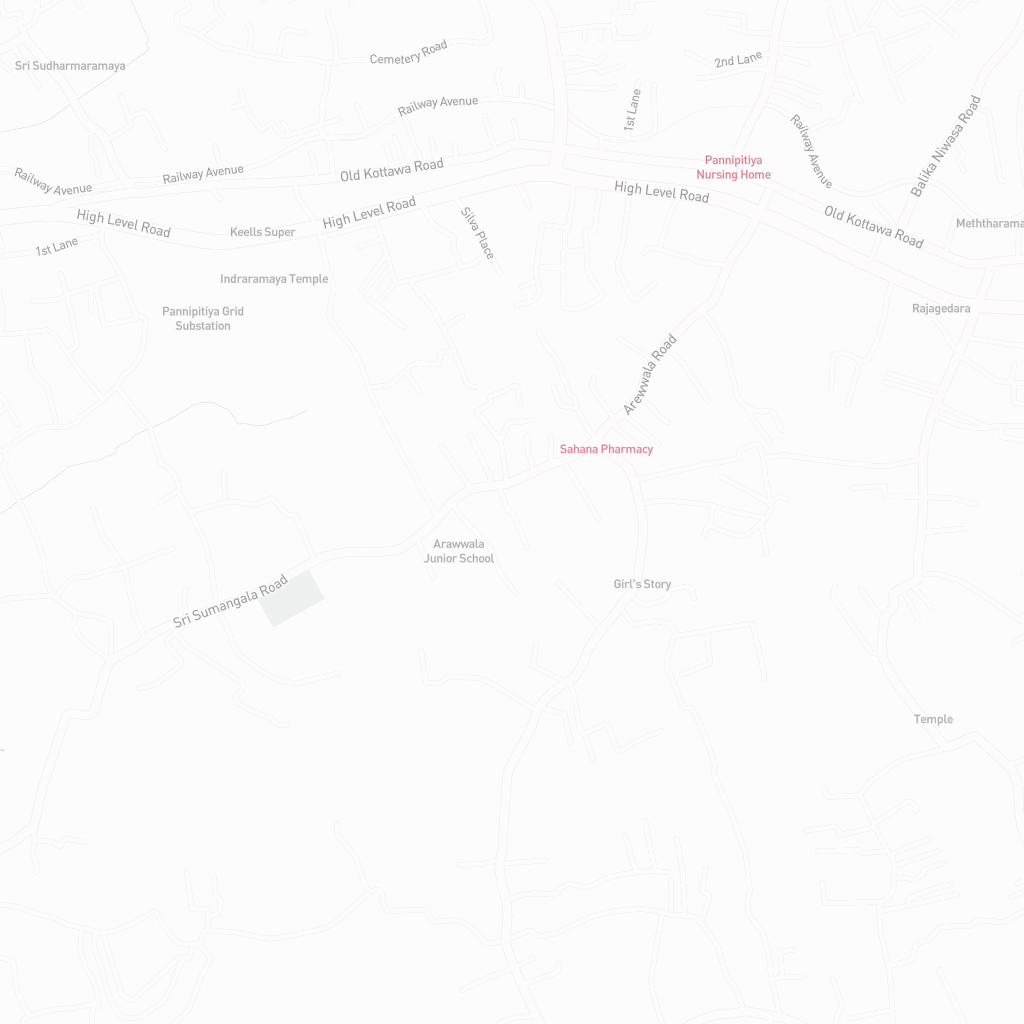 Cemetery Road
2nd Lane
Sri Sudharmaramaya
Railway Avenue
1st Lane
Railway Avenue
Balika Niwasa Road
Pannipitiya
Nursing Home
Old Kottawa Road
Railway Avenue
Railway Avenue
High Level Road
High Level Road
High Level Road
Silva Place
Old Kottawa Road
Meththarama
Keells Super
1st Lane
Indraramaya Temple
Pannipitiya Grid
Substation
Rajagedara
Arewwala Road
Sahana Pharmacy
Arawwala
Junior School
Girl's Story
Sri Sumangala Road
Temple